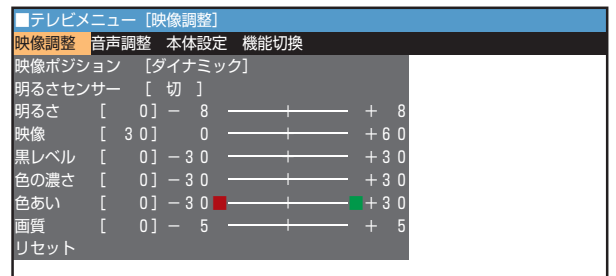 ■テレビメニュー［映像調整］
映像調整 音声調整 本体設定 機能切換
映像ポジション ［ダイナミック］
明るさセンサー ［ 切 ］
明るさ ［ 0］－ 8 ＋ 8
映像 ［ 30］ 0 ＋60
黒レベル ［ 0］－30 ＋30
色の濃さ ［ 0］－30 ＋30
色あい ［ 0］－30 ＋30
画質 ［ 0］－ 5 ＋ 5
リセット